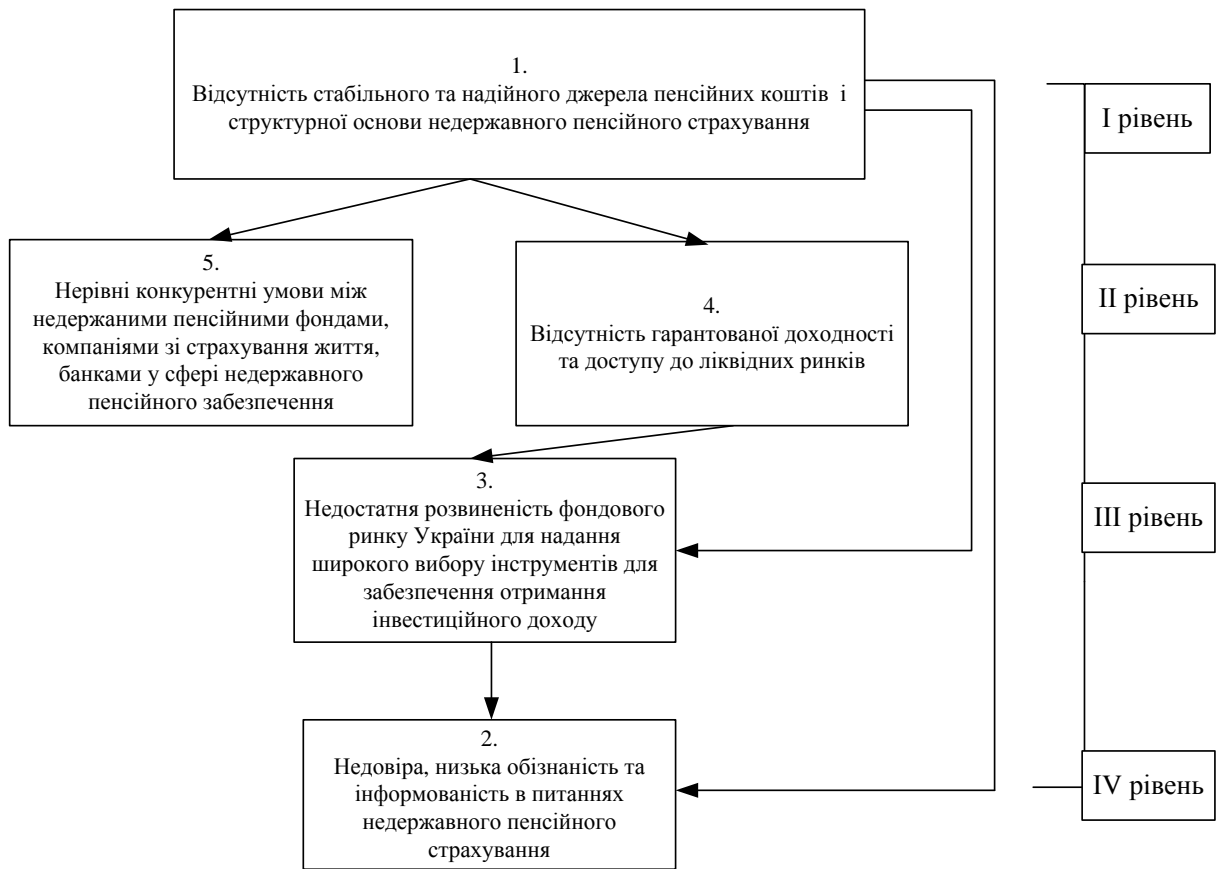 1.
Відсутність стабільного та надійного джерела пенсійних коштів і
структурної основи недержавного пенсійного страхування
I рівень
5.
Нерівні конкурентні умови між
недержаними пенсійними фондами,
компаніями зі страхування життя,
банками у сфері недержавного
пенсійного забезпечення
4.
Відсутність гарантованої доходності
та доступу до ліквідних ринків
II рівень
3.
Недостатня розвиненість фондового
ринку України для надання
широкого вибору інструментів для
забезпечення отримання
інвестиційного доходу
III рівень
2.
Недовіра, низька обізнаність та
інформованість в питаннях
недержавного пенсійного
страхування
IV рівень